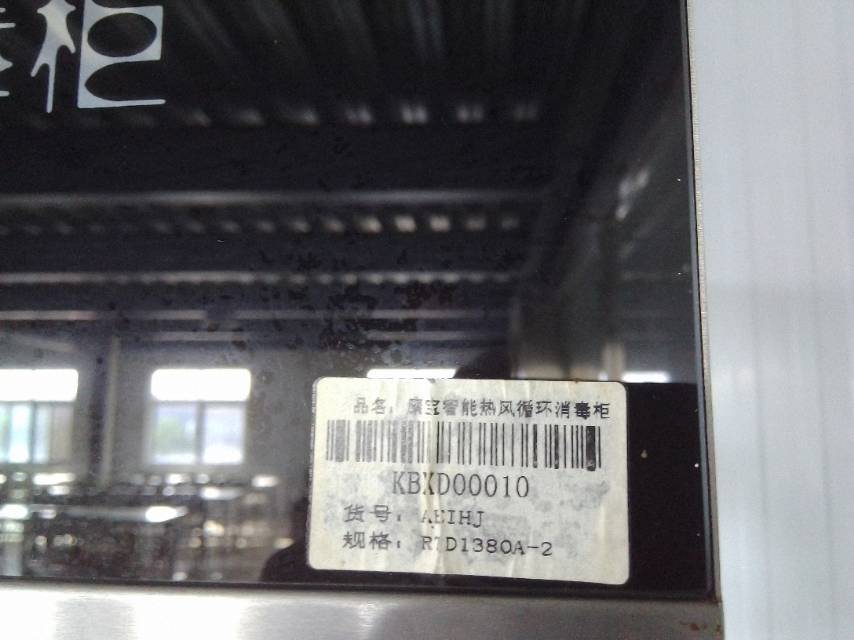 柜
品名：康宝智能热风循环消毒柜
KBXD00010
货号：AEIHJ
规格：RTD1380A-2